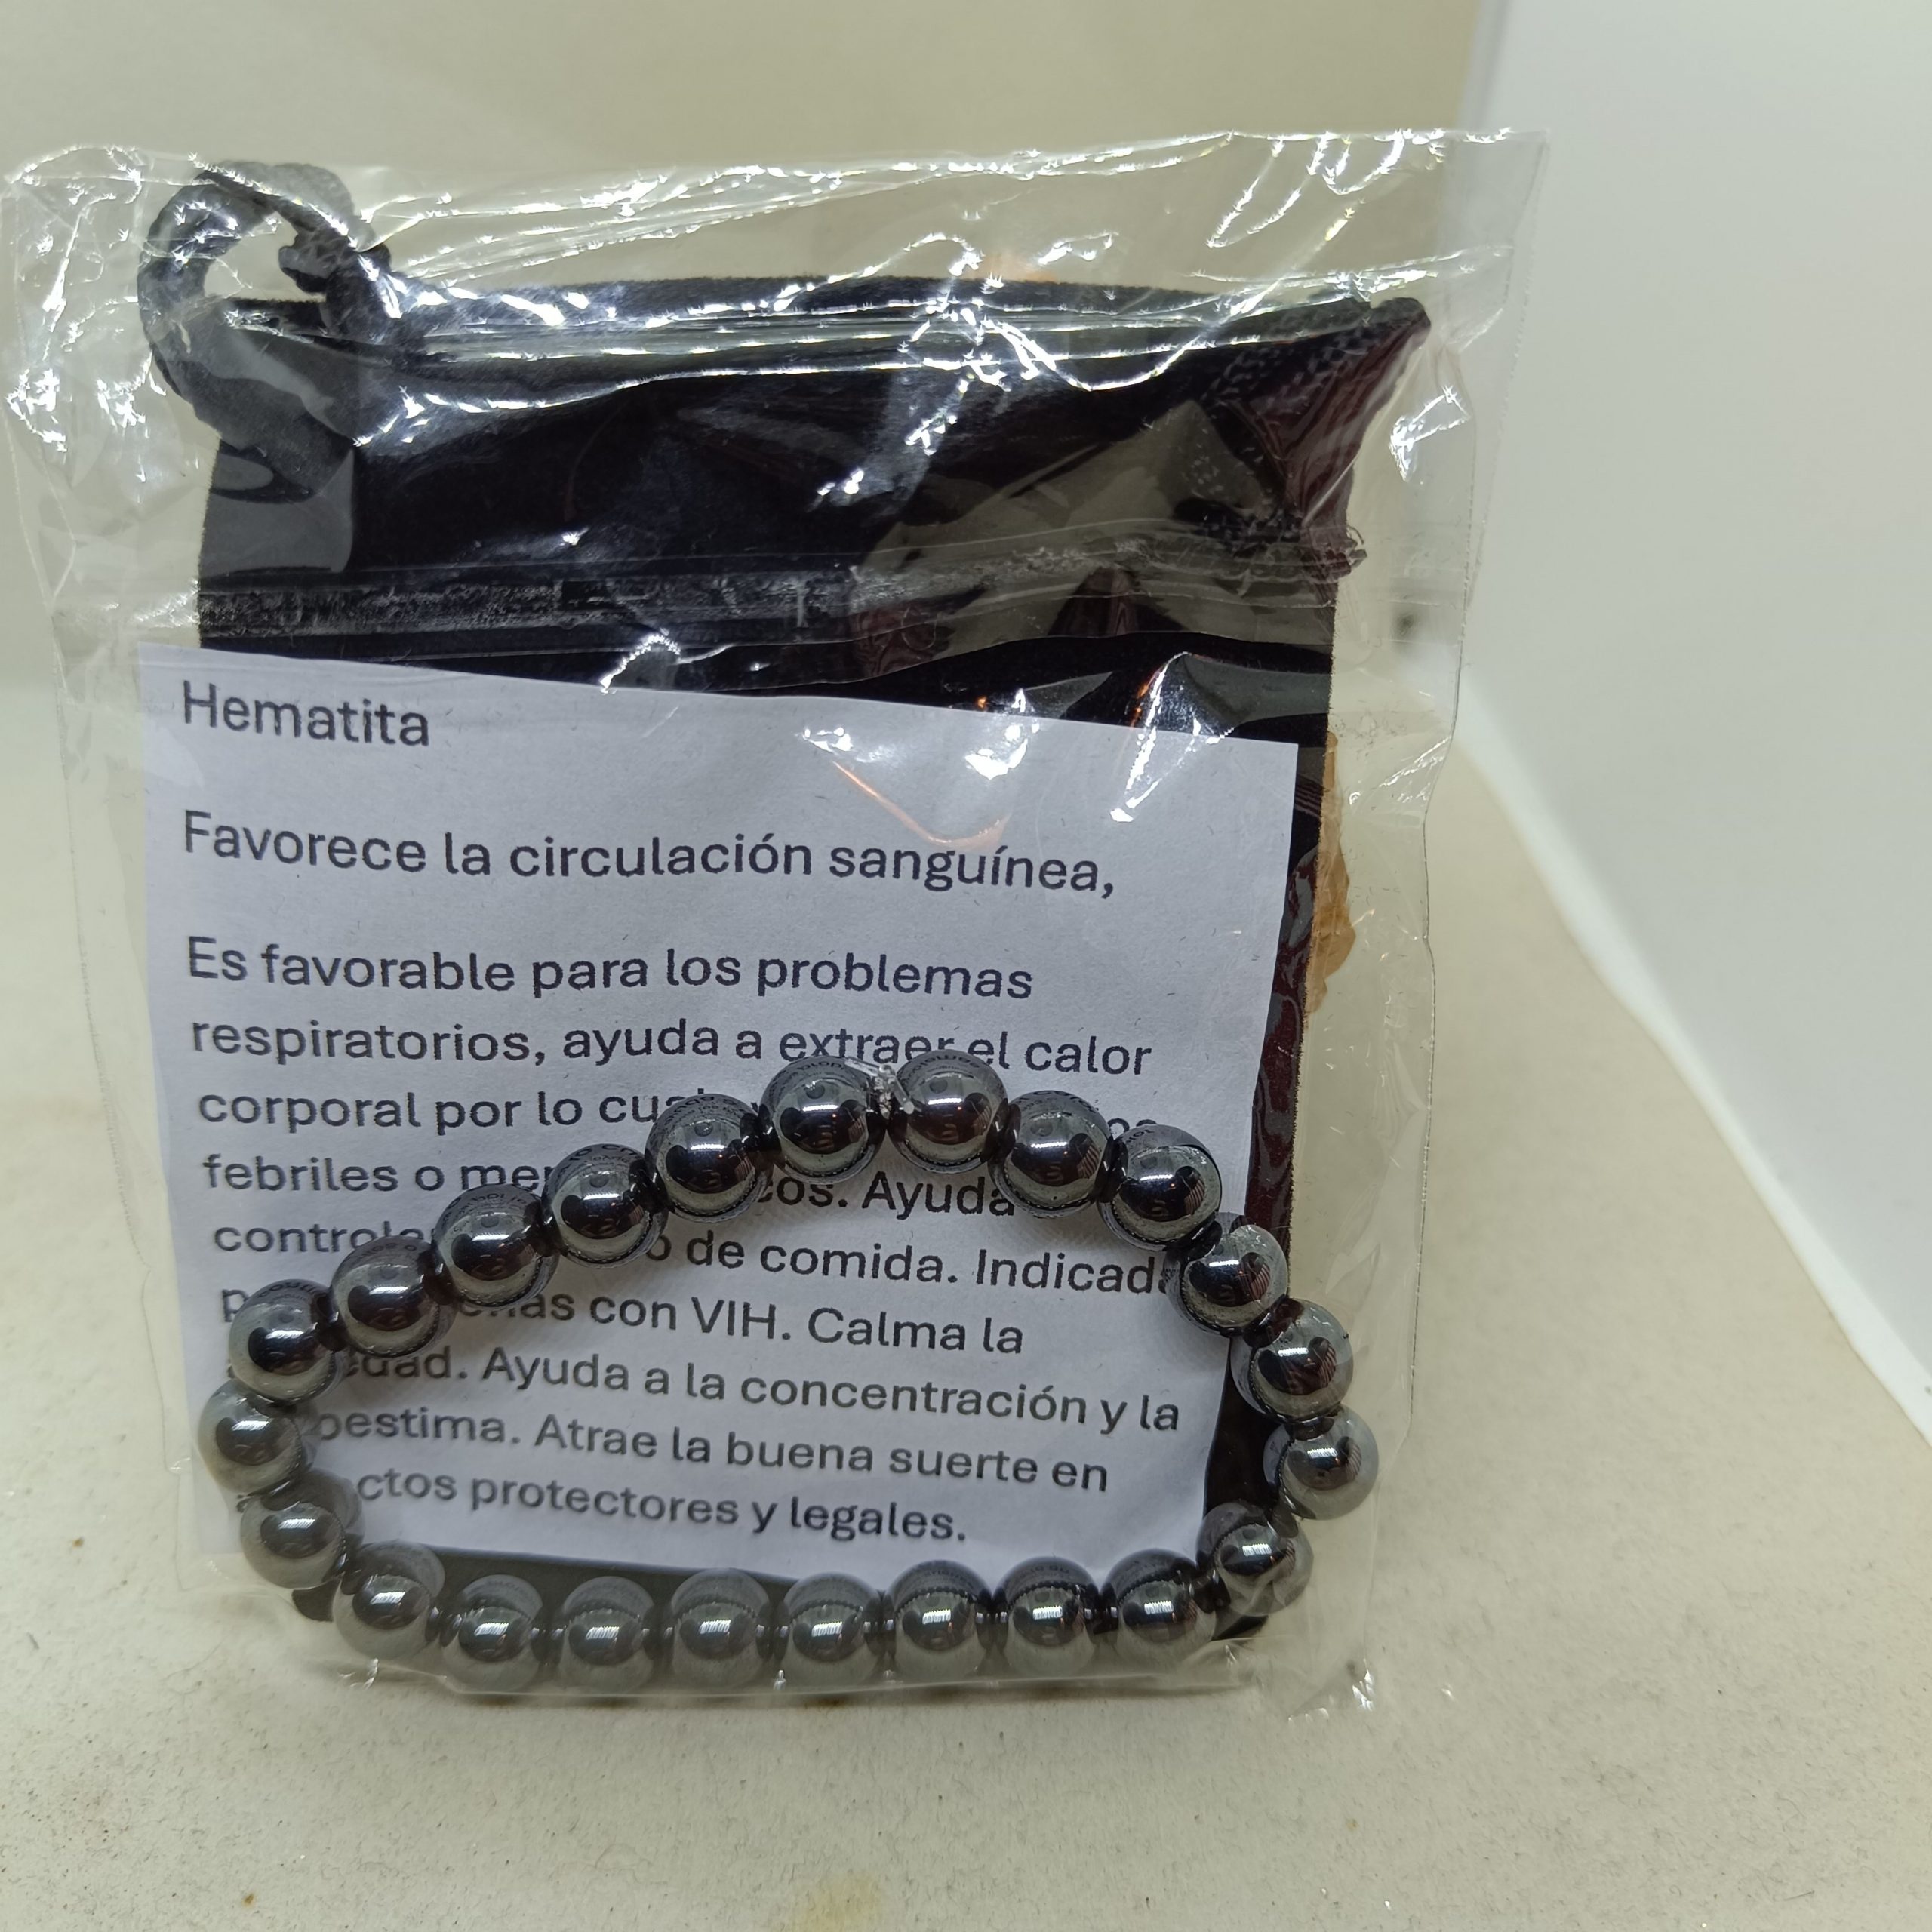 Hematita
Favorece la circulación sanguínea,
Es favorable para los problemas
respiratorios, ayuda a extraer el calor
corporal por lo
febriles o Ayuda
de comida.
con VIH. Calma la
Ayuda a la concentración y la
Atrae la buena suerte en
protectores y legales.